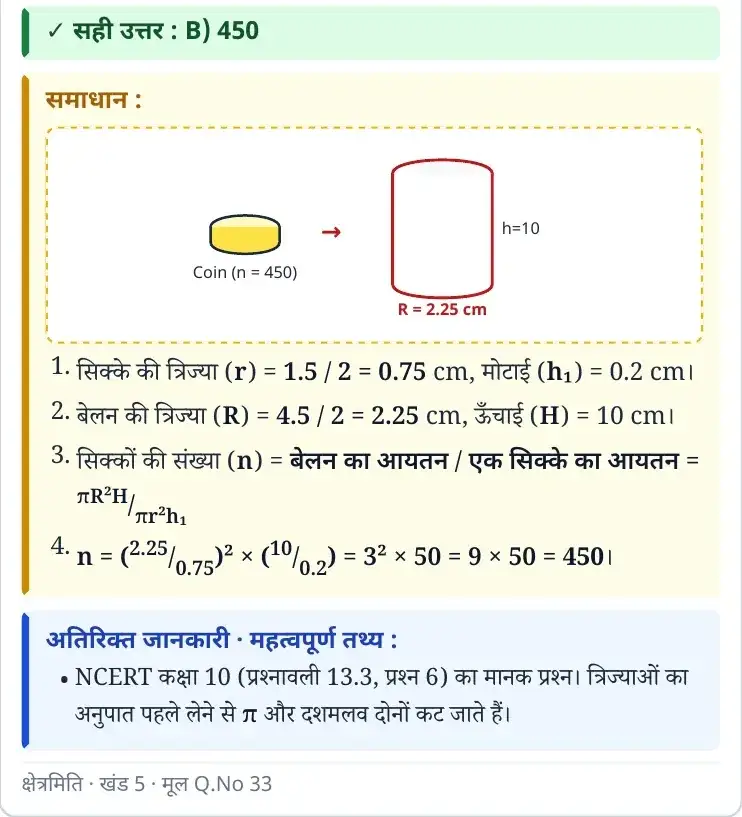 ✓ सही उत्तर : B) 450
समाधान :
→
h=10
Coin (n = 450)
R = 2.25 cm
1. सिक्के की त्रिज्या (r) = 1.5 / 2 = 0.75 cm, मोटाई (h₁) = 0.2 cm।
2. बेलन की त्रिज्या (R) = 4.5 / 2 = 2.25 cm, ऊँचाई (H) = 10 cm।
3. सिक्कों की संख्या (n) = बेलन का आयतन / एक सिक्के का आयतन =
πR²H/πr²h₁
4. n = (2.25/0.75)² × (10/0.2) = 3² × 50 = 9 × 50 = 450।
अतिरिक्त जानकारी · महत्वपूर्ण तथ्य :
• NCERT कक्षा 10 (प्रश्नावली 13.3, प्रश्न 6) का मानक प्रश्न। त्रिज्याओं का
अनुपात पहले लेने से π और दशमलव दोनों कट जाते हैं।
क्षेत्रमिति · खंड 5 · मूल Q.No 33